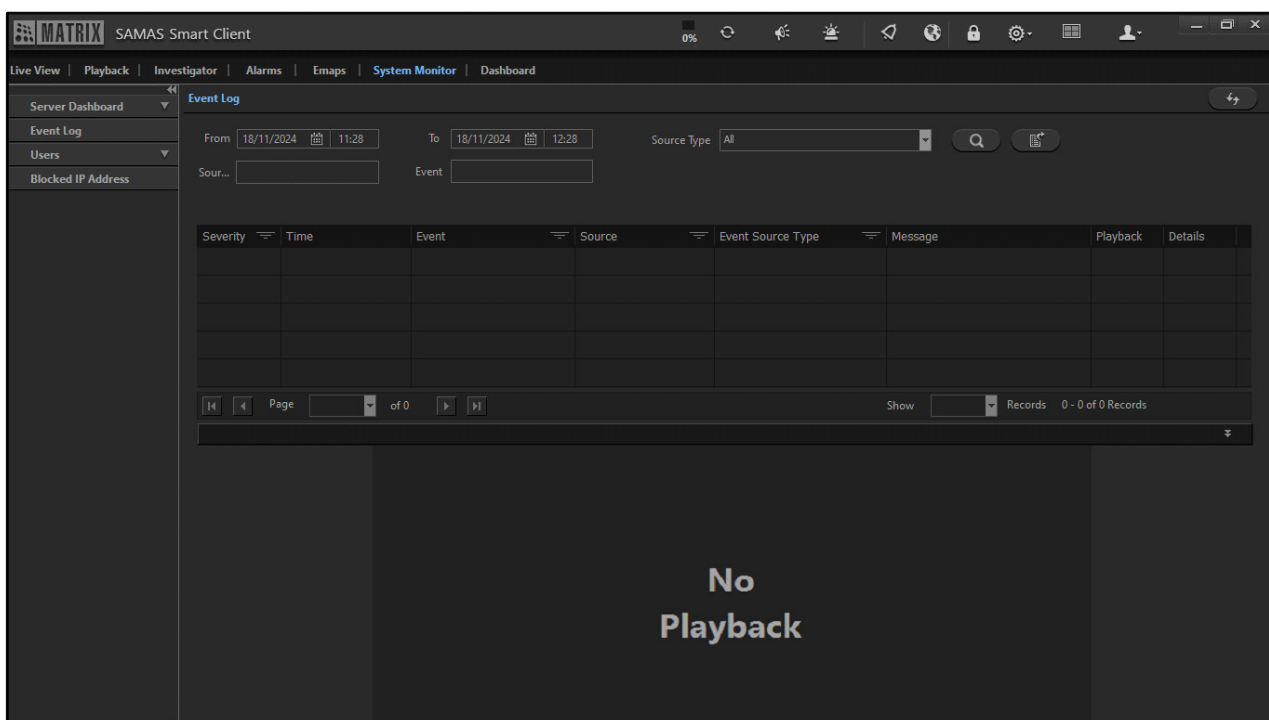 MATRIX SAMAS Smart Client 0%
Live View | Playback | Investigator | Alarms | Emaps | System Monitor | Dashboard
Server Dashboard
Event Log
Users
Blocked IP Address
Event Log
From 18/11/2024 11:28 To 18/11/2024 12:28 Source Type All
Sour... Event
Severity Time Event Source Event Source Type Message Playback Details
Page of 0 Show Records 0 - 0 of 0 Records
No
Playback